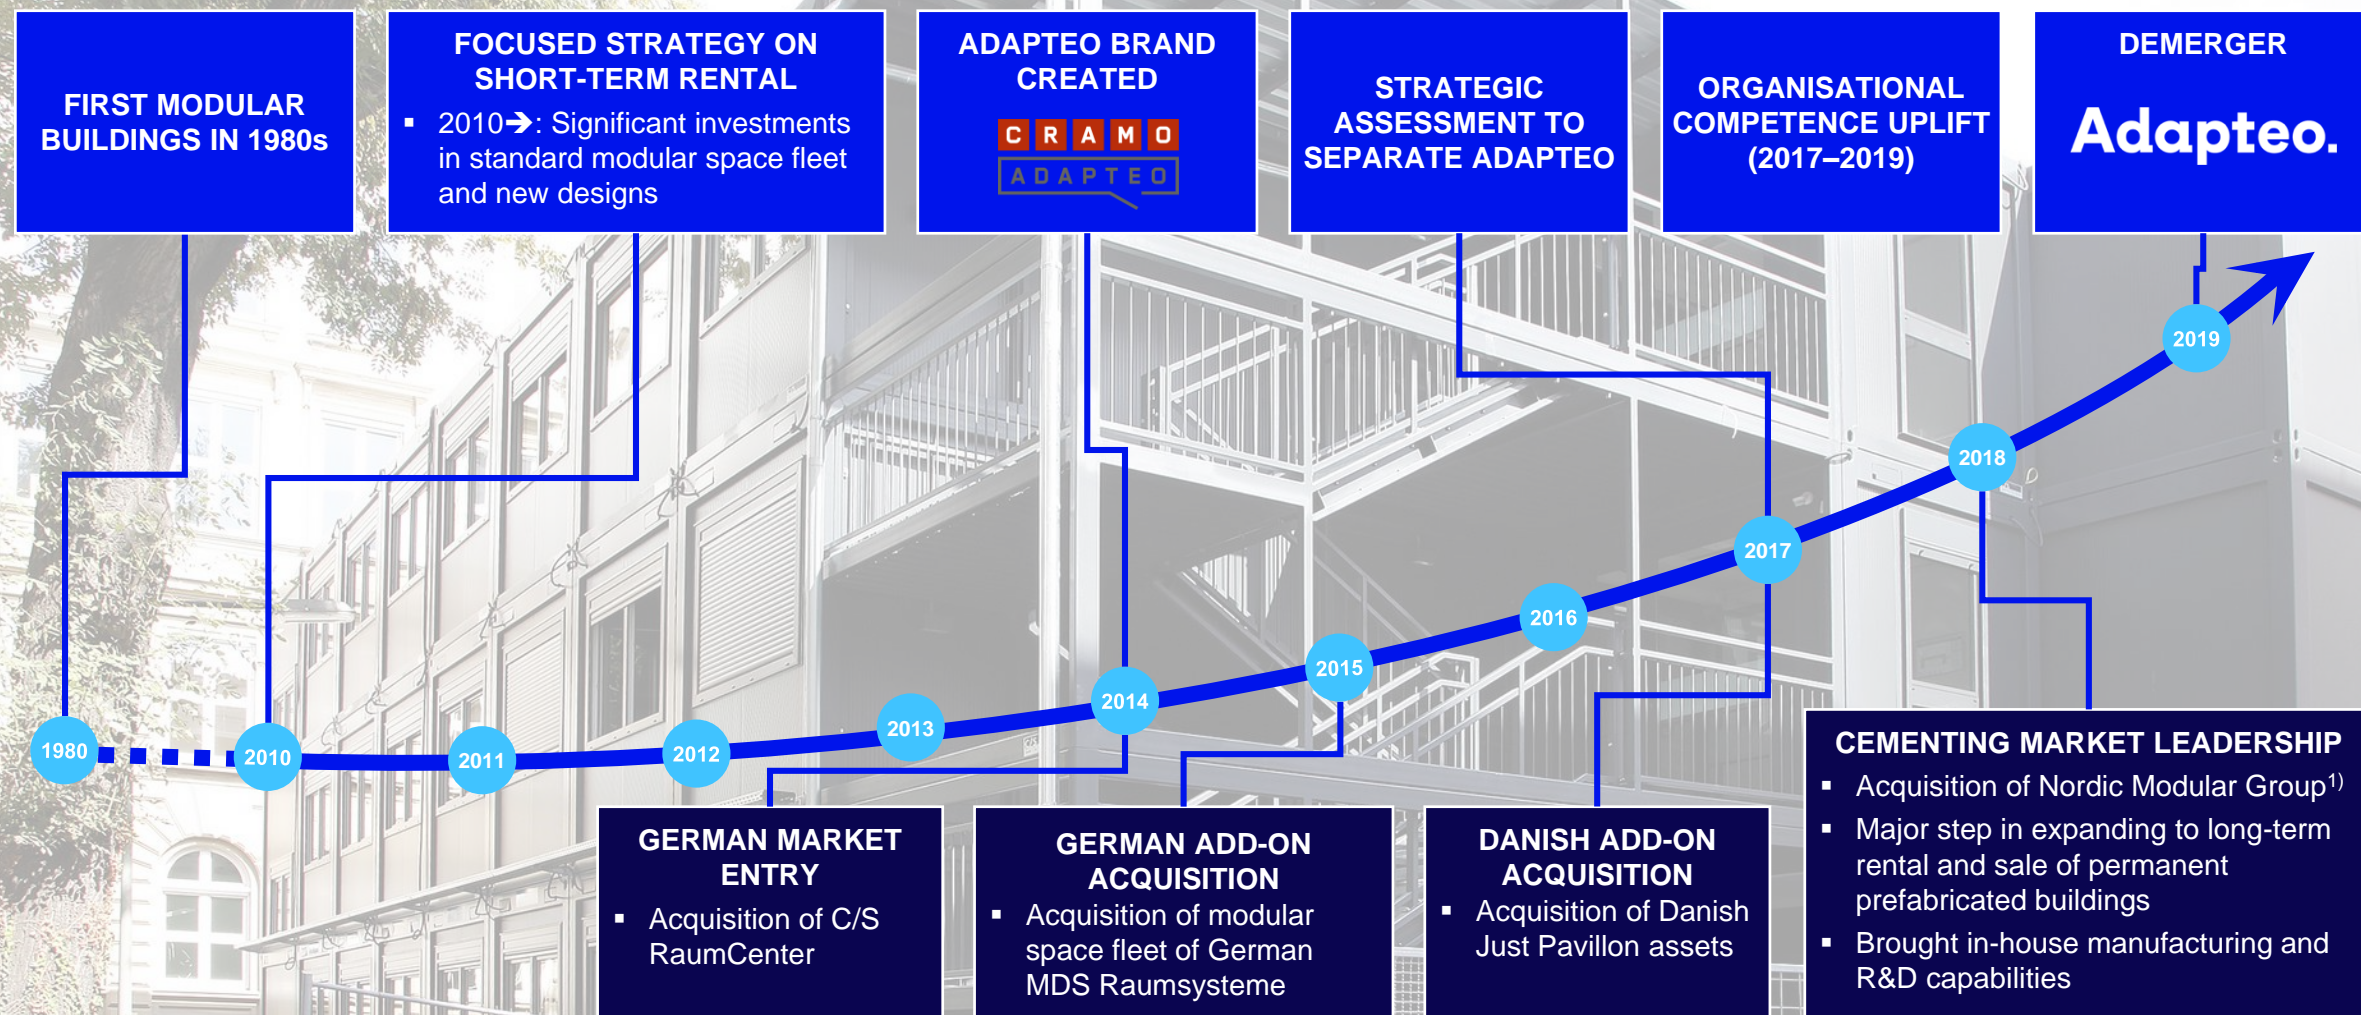 FIRST MODULAR
BUILDINGS IN 1980s
FOCUSED STRATEGY ON
SHORT-TERM RENTAL
▪ 2010➔: Significant investments
in standard modular space fleet
and new designs
ADAPTEO BRAND
CREATED
CRAMO
ADAPTEO
STRATEGIC
ASSESSMENT TO
SEPARATE ADAPTEO
ORGANISATIONAL
COMPETENCE UPLIFT
(2017–2019)
DEMERGER
Adapteo.
1980
2010
2011
2012
2013
2014
2015
2016
2017
2018
2019
GERMAN MARKET
ENTRY
▪ Acquisition of C/S
RaumCenter
GERMAN ADD-ON
ACQUISITION
▪ Acquisition of modular
space fleet of German
MDS Raumsysteme
DANISH ADD-ON
ACQUISITION
▪ Acquisition of Danish
Just Pavillon assets
CEMENTING MARKET LEADERSHIP
▪ Acquisition of Nordic Modular Group1)
▪ Major step in expanding to long-term
rental and sale of permanent
prefabricated buildings
▪ Brought in-house manufacturing and
R&D capabilities